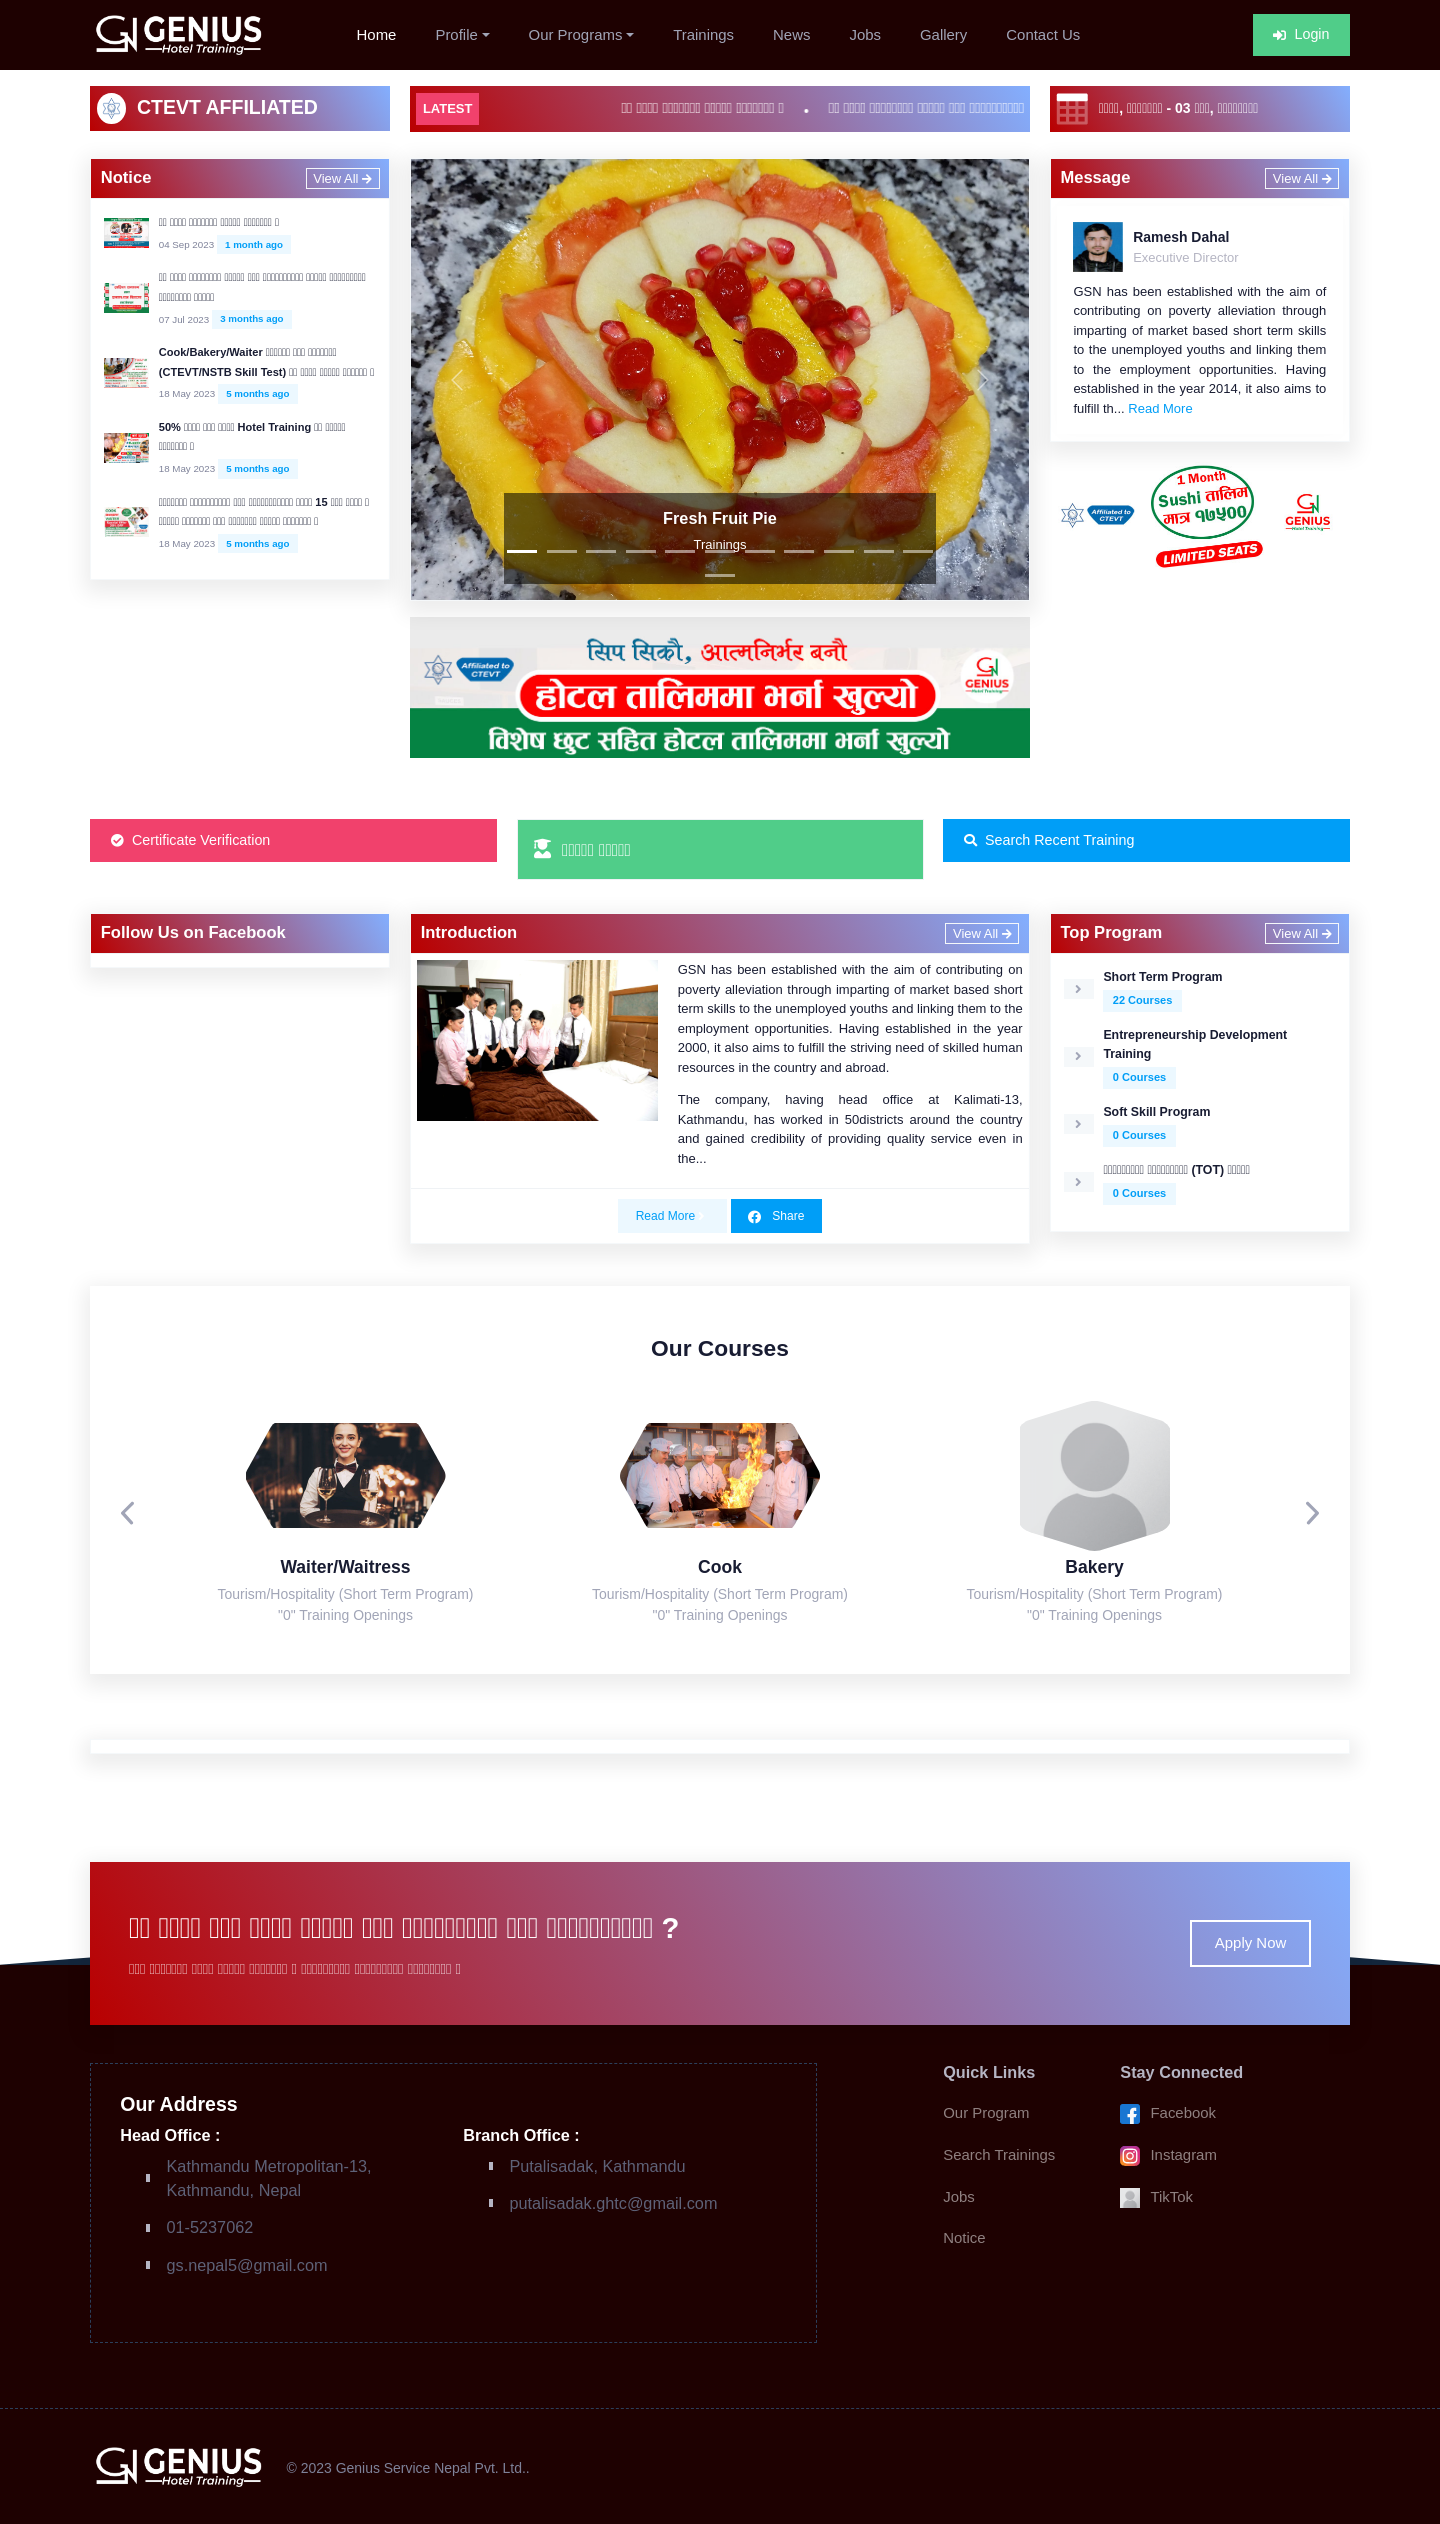 GENIUS
Hotel Training
Home Profile Our Programs Trainings News Jobs Gallery Contact Us
Login
CTEVT AFFILIATED
LATEST
- 03
Notice
View All
04 Sep 2023 1 month ago
07 Jul 2023 3 months ago
Cook/Bakery/Waiter
(CTEVT/NSTB Skill Test)
18 May 2023 5 months ago
50% Hotel Training
18 May 2023 5 months ago
15
18 May 2023 5 months ago
Fresh Fruit Pie
Trainings
सिप सिकौ, आत्मनिर्भर बनौ
Affiliated to
CTEVT
होटल तालिममा भर्ना खुल्यो
GENIUS
Hotel Training
विशेष छुट सहित होटल तालिममा भर्ना खुल्यो
Message
View All
Ramesh Dahal
Executive Director
GSN has been established with the aim of
contributing on poverty alleviation through
imparting of market based short term skills
to the unemployed youths and linking them
to the employment opportunities. Having
established in the year 2014, it also aims to
fulfill th... Read More
Affiliated to
CTEVT
1 Month
Sushi तालिम
मात्र १७५००
LIMITED SEATS
GENIUS
Hotel Training
Certificate Verification
Search Recent Training
Follow Us on Facebook
Introduction
View All
GSN has been established with the aim of contributing on
poverty alleviation through imparting of market based short
term skills to the unemployed youths and linking them to the
employment opportunities. Having established in the year
2000, it also aims to fulfill the striving need of skilled human
resources in the country and abroad.
The company, having head office at Kalimati-13,
Kathmandu, has worked in 50districts around the country
and gained credibility of providing quality service even in
the...
Read More
Share
Top Program
View All
Short Term Program
22 Courses
Entrepreneurship Development
Training
0 Courses
Soft Skill Program
0 Courses
(TOT)
0 Courses
Our Courses
Waiter/Waitress
Tourism/Hospitality (Short Term Program)
"0" Training Openings
Cook
Tourism/Hospitality (Short Term Program)
"0" Training Openings
Bakery
Tourism/Hospitality (Short Term Program)
"0" Training Openings
?
Apply Now
Our Address
Head Office :
Kathmandu Metropolitan-13,
Kathmandu, Nepal
01-5237062
gs.nepal5@gmail.com
Branch Office :
Putalisadak, Kathmandu
putalisadak.ghtc@gmail.com
Quick Links
Our Program
Search Trainings
Jobs
Notice
Stay Connected
Facebook
Instagram
TikTok
GENIUS
Hotel Training
© 2023 Genius Service Nepal Pvt. Ltd..